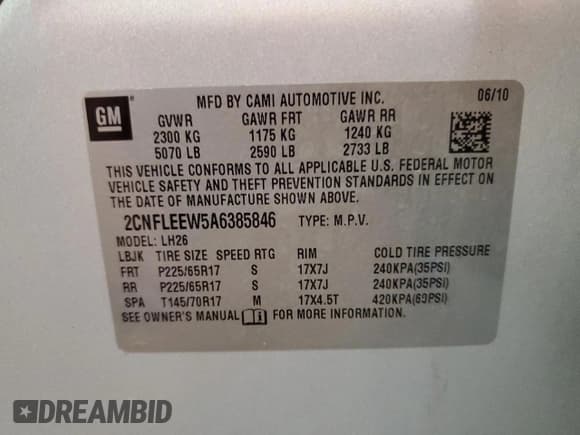 GM
®
MFD BY CAMI AUTOMOTIVE INC. 06/10
GVWR GAWR FRT GAWR RR
2300 KG 1175 KG 1240 KG
5070 LB 2590 LB 2733 LB
THIS VEHICLE CONFORMS TO ALL APPLICABLE U.S. FEDERAL MOTOR
VEHICLE SAFETY AND THEFT PREVENTION STANDARDS IN EFFECT ON
THE DATE OF MANUFACTURE SHOWN ABOVE.
2CNFLEEW5A6385846 TYPE: M.P.V.
MODEL: LH26
LBJK TIRE SIZE SPEED RTG RIM COLD TIRE PRESSURE
FRT P225/65R17 S 17X7J 240KPA(35PSI)
RR P225/65R17 S 17X7J 240KPA(35PSI)
SPA T145/70R17 M 17X4.5T 420KPA(60PSI)
SEE OWNER'S MANUAL FOR MORE INFORMATION.
DREAMBID